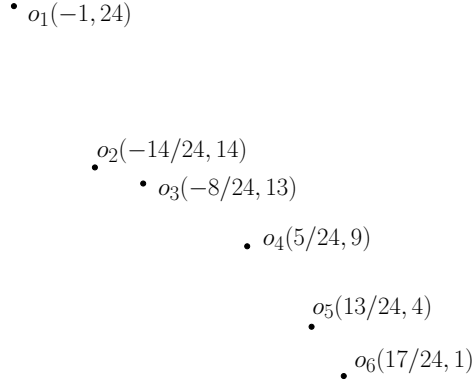 o₁(−1, 24)
o₂(−14/24, 14)
o₃(−8/24, 13)
o₄(5/24, 9)
o₅(13/24, 4)
o₆(17/24, 1)